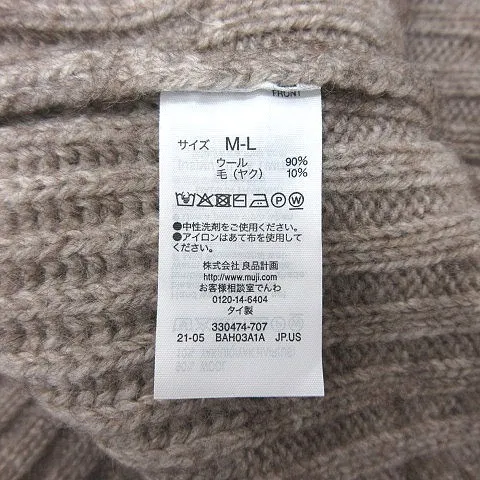 FRONT
サイズ M-L
ウール 90%
毛（ヤク） 10%
●中性洗剤をご使用ください。
●アイロンはあて布を使用して
ください。
株式会社 良品計画
http://www.muji.com
お客様相談室でんわ
0120-14-6404
タイ製
330474-707
21-05 BAH03A1A JP.US